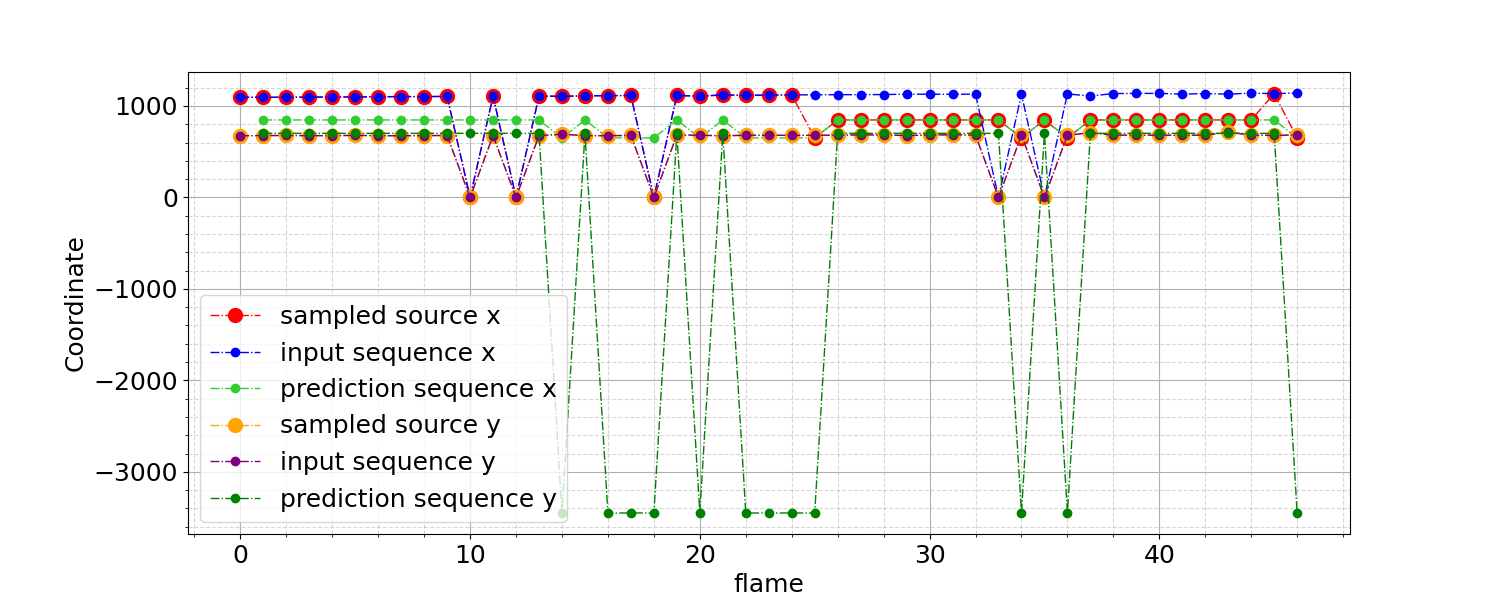 1000
0
−1000
−2000
−3000
Coordinate
sampled source x
input sequence x
prediction sequence x
sampled source y
input sequence y
prediction sequence y
0 10 20 30 40
flame